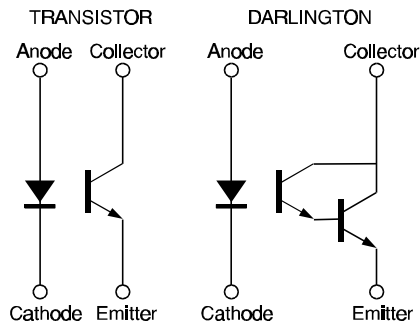 TRANSISTOR
DARLINGTON
Anode Collector
Anode Collector
Cathode Emitter
Cathode Emitter